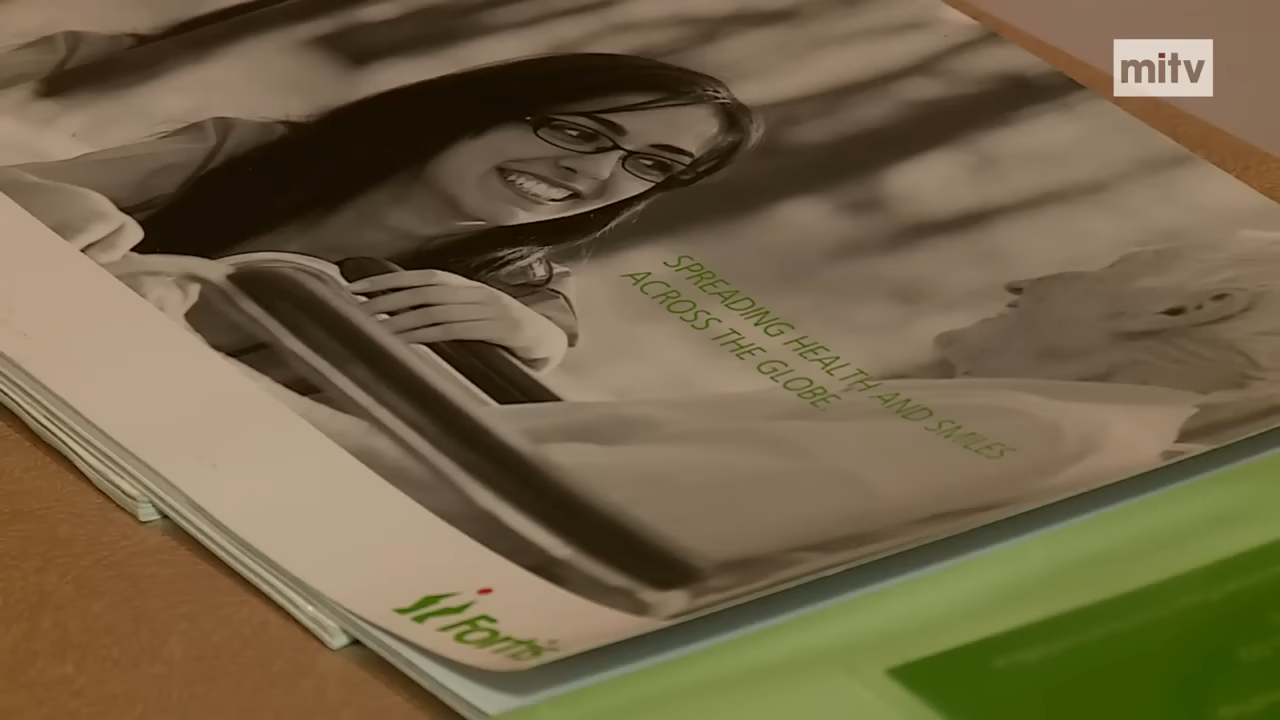 mitv
SPREADING HEALTH AND SMILES
ACROSS THE GLOBE.
Fortis